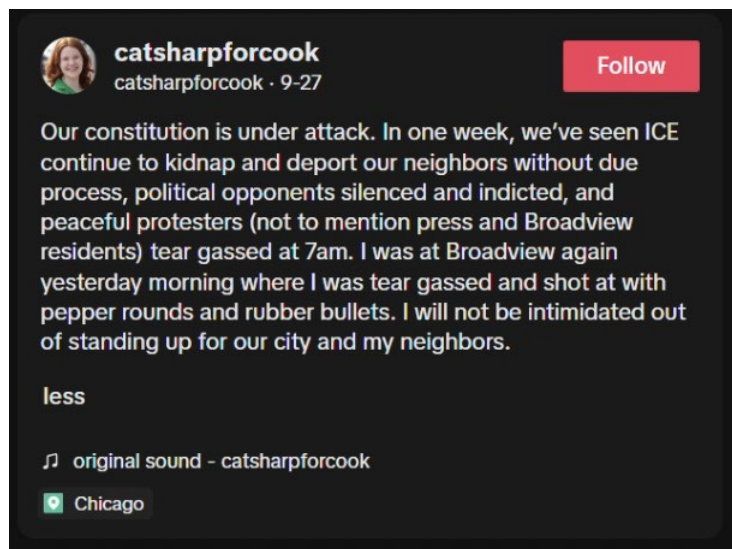 catsharpforcook
catsharpforcook · 9-27
Follow
Our constitution is under attack. In one week, we’ve seen ICE
continue to kidnap and deport our neighbors without due
process, political opponents silenced and indicted, and
peaceful protesters (not to mention press and Broadview
residents) tear gassed at 7am. I was at Broadview again
yesterday morning where I was tear gassed and shot at with
pepper rounds and rubber bullets. I will not be intimidated out
of standing up for our city and my neighbors.
less
♫ original sound - catsharpforcook
Chicago